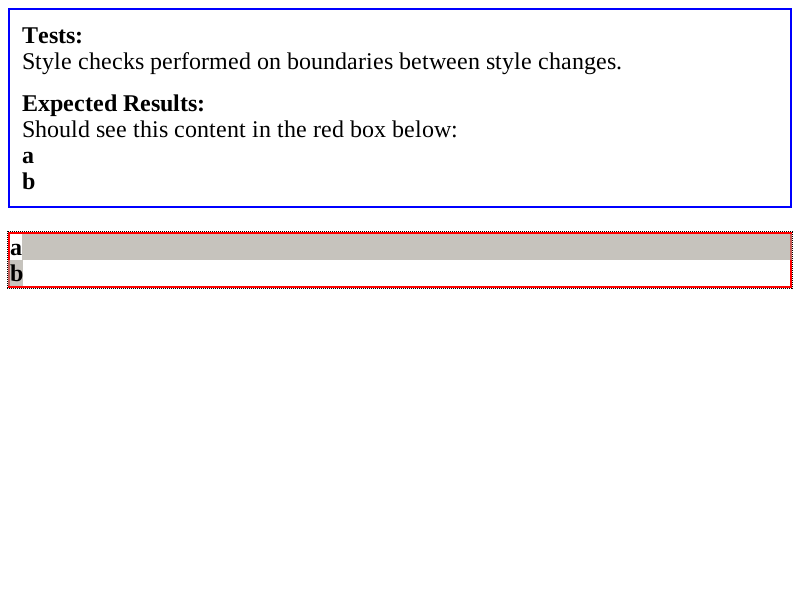 Tests:
Style checks performed on boundaries between style changes.
Expected Results:
Should see this content in the red box below:
a
b
a
b